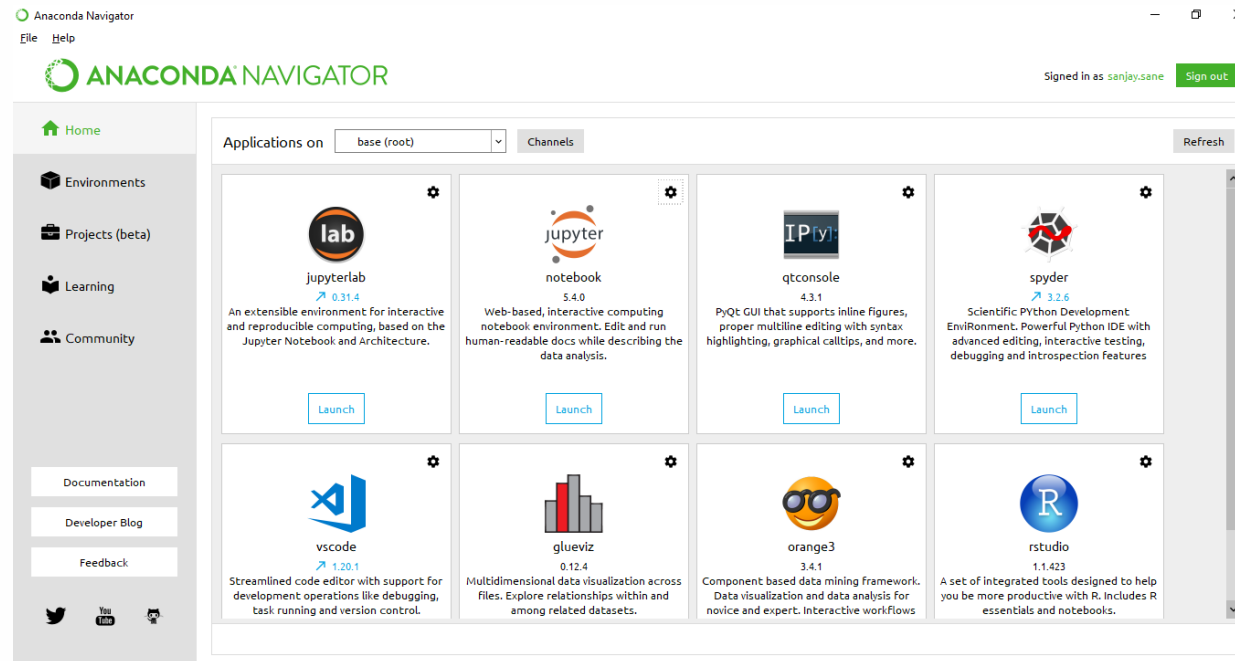 Anaconda Navigator
File Help
ANACONDA NAVIGATOR
Signed in as sanjay.sane
Sign out
Home
Environments
Projects (beta)
Learning
Community
Documentation
Developer Blog
Feedback
You
Tube
Applications on base (root) Channels Refresh
lab
jupyterlab
0.31.4
An extensible environment for interactive
and reproducible computing, based on the
Jupyter Notebook and Architecture.
Launch
jupyter
notebook
5.4.0
Web-based, interactive computing
notebook environment. Edit and run
human-readable docs while describing the
data analysis.
Launch
IP[y]:
qtconsole
4.3.1
PyQt GUI that supports inline figures,
proper multiline editing with syntax
highlighting, graphical calltips, and more.
Launch
spyder
3.2.6
Scientific PYthon Development
EnviRonment. Powerful Python IDE with
advanced editing, interactive testing,
debugging and introspection features
Launch
vscode
1.20.1
Streamlined code editor with support for
development operations like debugging,
task running and version control.
glueviz
0.12.4
Multidimensional data visualization across
files. Explore relationships within and
among related datasets.
orange3
3.4.1
Component based data mining framework.
Data visualization and data analysis for
novice and expert. Interactive workflows
R
rstudio
1.1.423
A set of integrated tools designed to help
you be more productive with R. Includes R
essentials and notebooks.